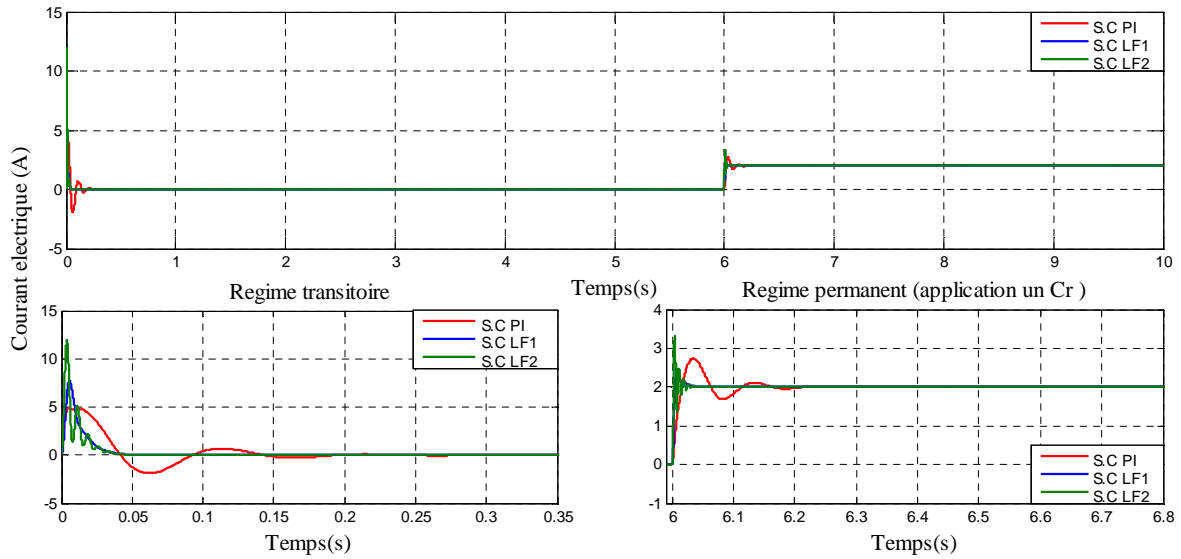 15
10
5
0
-5
S.C PI
S.C LF1
S.C LF2
0
1
2
3
4
5
6
7
8
9
10
Courant electrique (A)
Regime transitoire
Temps(s)
Regime permanent (application un Cr )
15
10
5
0
-5
S.C PI
S.C LF1
S.C LF2
0
0.05
0.1
0.15
0.2
0.25
0.3
0.35
Temps(s)
4
3
2
1
0
-1
S.C PI
S.C LF1
S.C LF2
6
6.1
6.2
6.3
6.4
6.5
6.6
6.7
6.8
Temps(s)